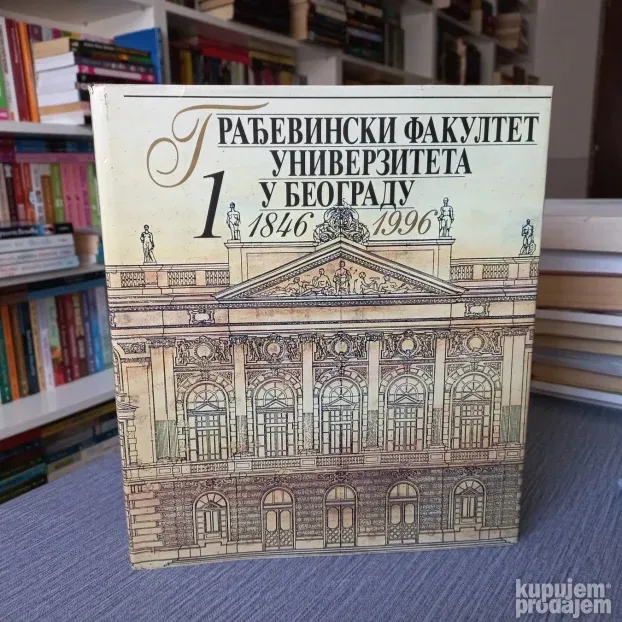 ГРАЂЕВИНСКИ ФАКУЛТЕТ
УНИВЕРЗИТЕТА
У БЕОГРАДУ
1
1846 1996
kupujem
prodajem